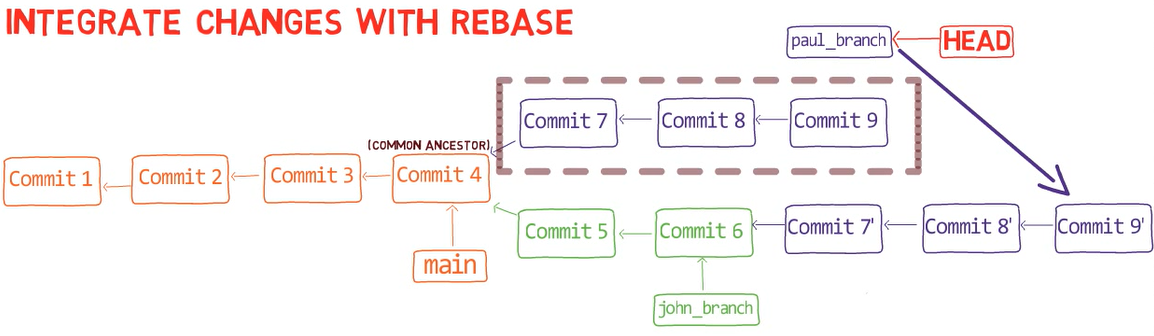 INTEGRATE CHANGES WITH REBASE
paul_branch
HEAD
Commit 7
Commit 8
Commit 9
(COMMON ANCESTOR)
Commit 1
Commit 2
Commit 3
Commit 4
Commit 5
Commit 6
Commit 7'
Commit 8'
Commit 9'
main
john_branch